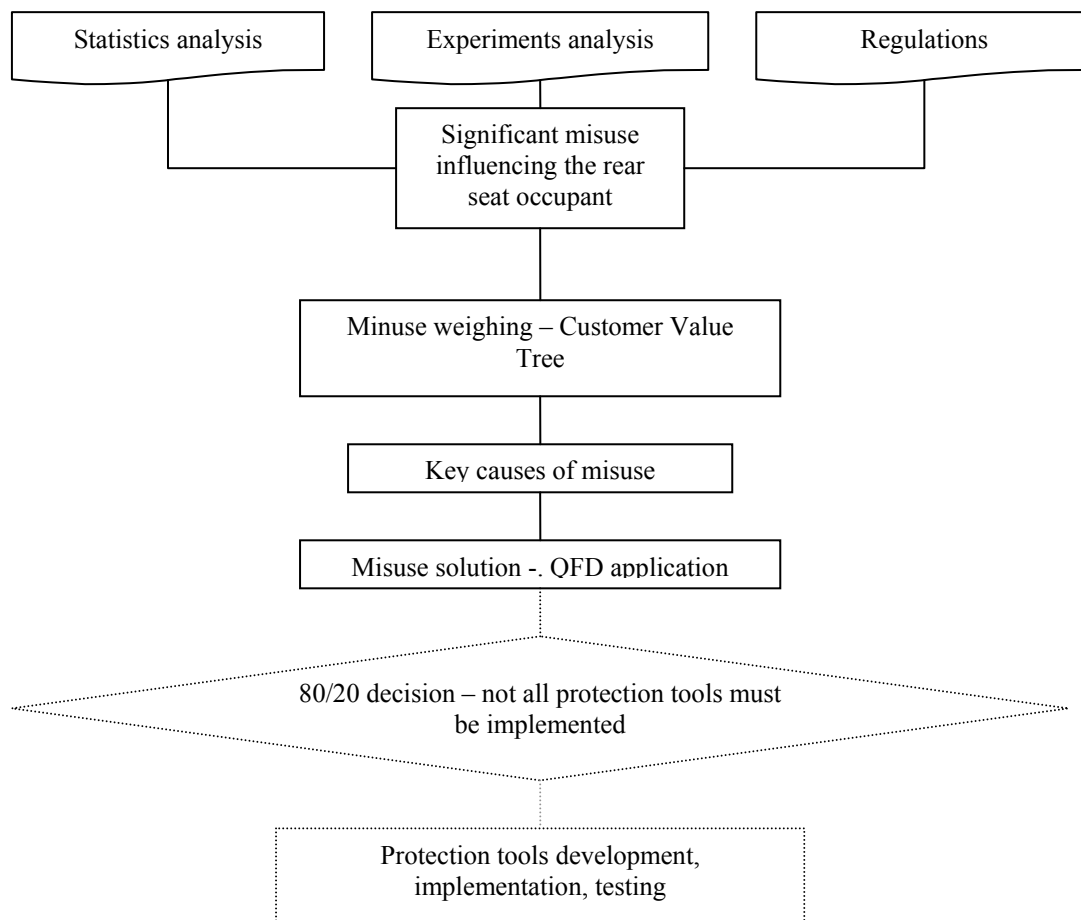 Statistics analysis
Experiments analysis
Regulations
Significant misuse
influencing the rear
seat occupant
Minuse weighing – Customer Value
Tree
Key causes of misuse
Misuse solution -. QFD application
80/20 decision – not all protection tools must
be implemented
Protection tools development,
implementation, testing